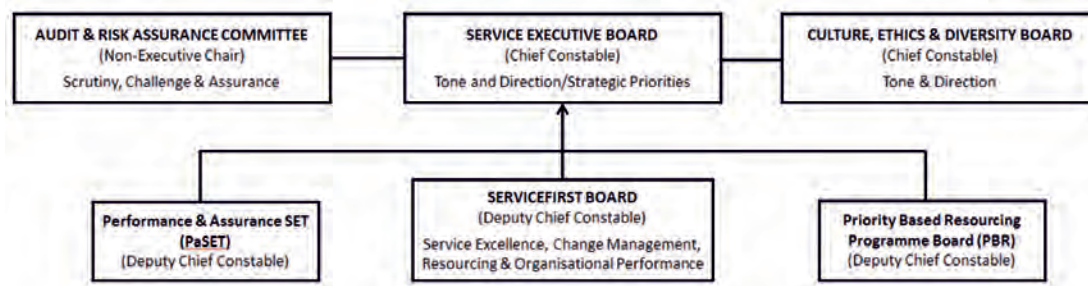 AUDIT & RISK ASSURANCE COMMITTEE
(Non-Executive Chair)
Scrutiny, Challenge & Assurance
SERVICE EXECUTIVE BOARD
(Chief Constable)
Tone and Direction/Strategic Priorities
CULTURE, ETHICS & DIVERSITY BOARD
(Chief Constable)
Tone & Direction
Performance & Assurance SET
(PaSET)
(Deputy Chief Constable)
SERVICEFIRST BOARD
(Deputy Chief Constable)
Service Excellence, Change Management,
Resourcing & Organisational Performance
Priority Based Resourcing
Programme Board (PBR)
(Deputy Chief Constable)